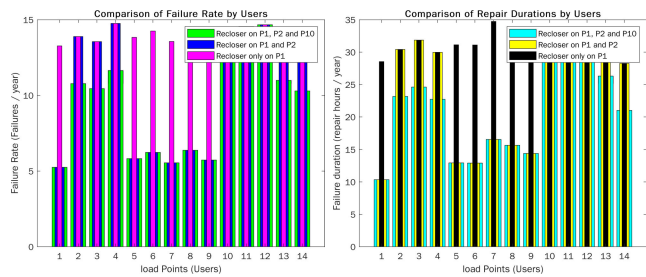 Comparison of Failure Rate by Users
Recloser on P1, P2 and P10
Recloser on P1 and P2
Recloser only on P1
15
10
5
0
Failure Rate (Failures / year)
1 2 3 4 5 6 7 8 9 10 11 12 13 14
load Points (Users)
Comparison of Repair Durations by Users
Recloser on P1, P2 and P10
Recloser on P1 and P2
Recloser only on P1
35
30
25
20
15
10
5
0
Failure duration (repair hours / year)
1 2 3 4 5 6 7 8 9 10 11 12 13 14
load Points (Users)